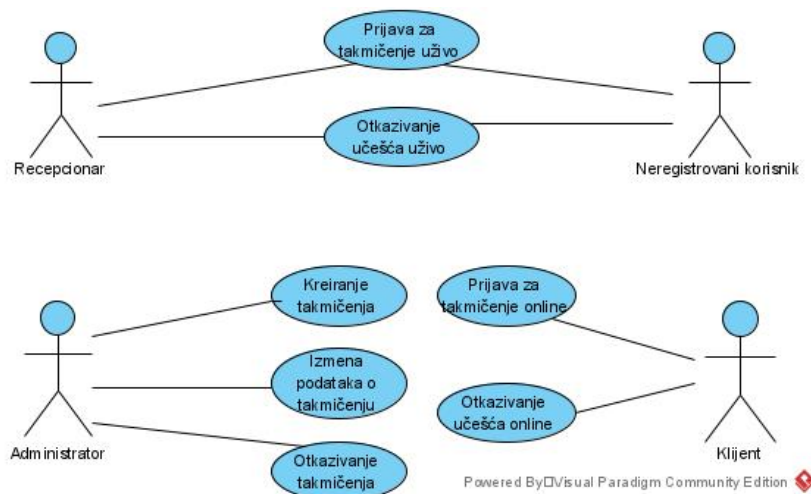 Prijava za
takmičenje uživo
Otkazivanje
učešća uživo
Recepcionar
Neregistrovani korisnik
Kreiranje
takmičenja
Prijava za
takmičenje online
Izmena
podataka o
takmičenju
Otkazivanje
učešća online
Administrator
Klijent
Otkazivanje
takmičenja
Powered By□Visual Paradigm Community Edition